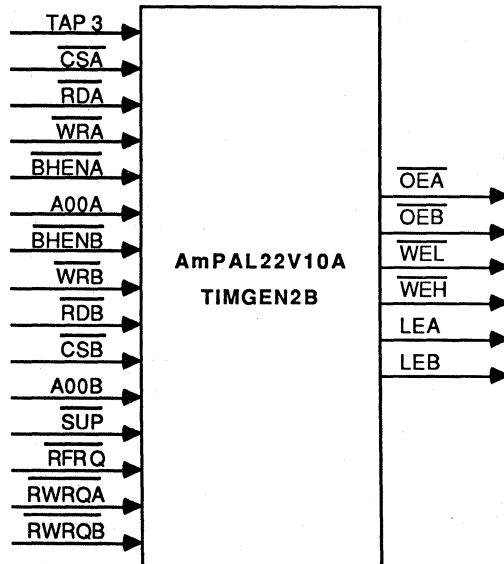 TAP 3
CSA
RDA
WRA
BHENA
A00A
BHENB
WRB
RDB
CSB
A00B
SUP
RFRQ
RWRQA
RWRQB
AmPAL22V10A
TIMGEN2B
OEA
OEB
WEL
WEH
LEA
LEB